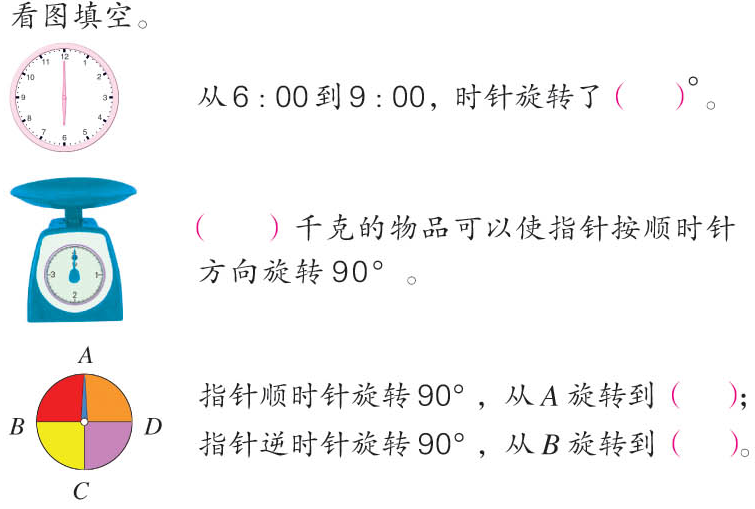 看图填空。
12
11 1
10 2
9 3
8 4
7 5
6
从6:00到9:00，时针旋转了（  ）°。
（  ）千克的物品可以使指针按顺时针
方向旋转90°。
3 1
2
A
B D
C
指针顺时针旋转90°，从A旋转到（  ）；
指针逆时针旋转90°，从B旋转到（  ）。